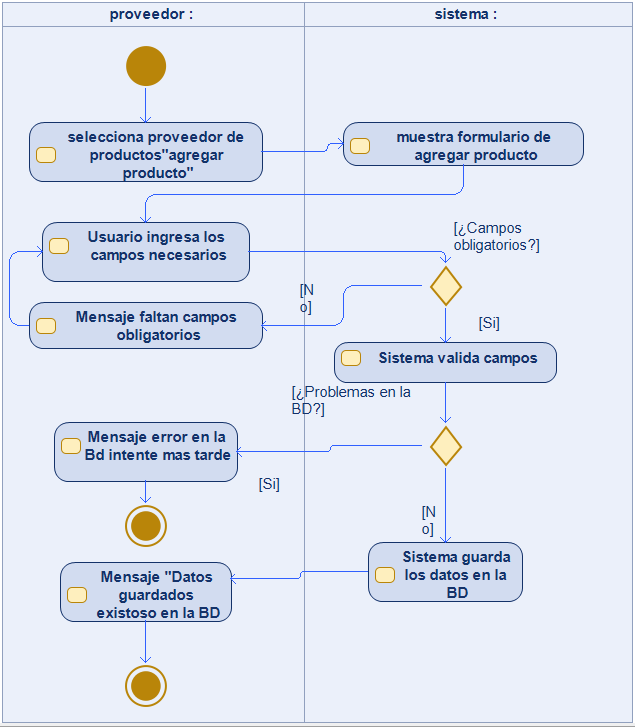 proveedor :
sistema :
selecciona proveedor de
productos"agregar
producto"
muestra formulario de
agregar producto
Usuario ingresa los
campos necesarios
[¿Campos
obligatorios?]
[N
o]
Mensaje faltan campos
obligatorios
[Si]
Sistema valida campos
[¿Problemas en la
BD?]
Mensaje error en la
Bd intente mas tarde
[Si]
[N
o]
Sistema guarda
los datos en la
BD
Mensaje "Datos
guardados
existoso en la BD